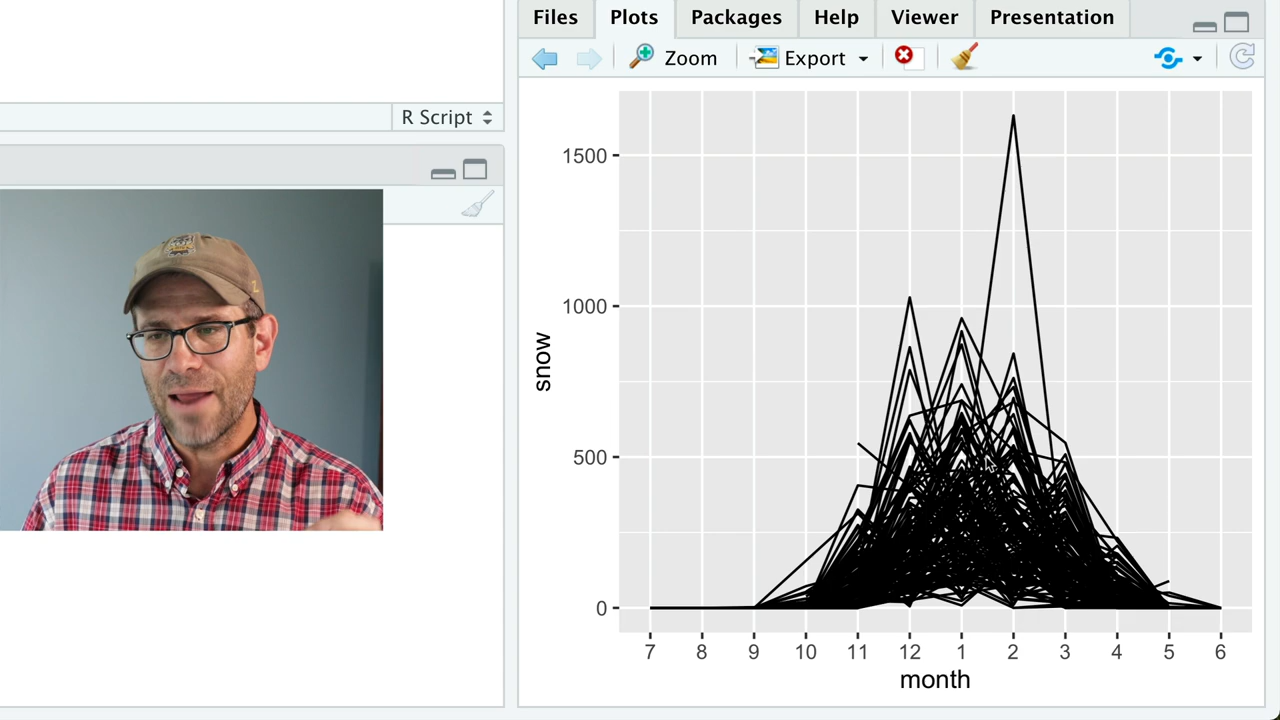 Files Plots Packages Help Viewer Presentation
Zoom Export
R Script
1500
1000
500
0
snow
7 8 9 10 11 12 1 2 3 4 5 6
month